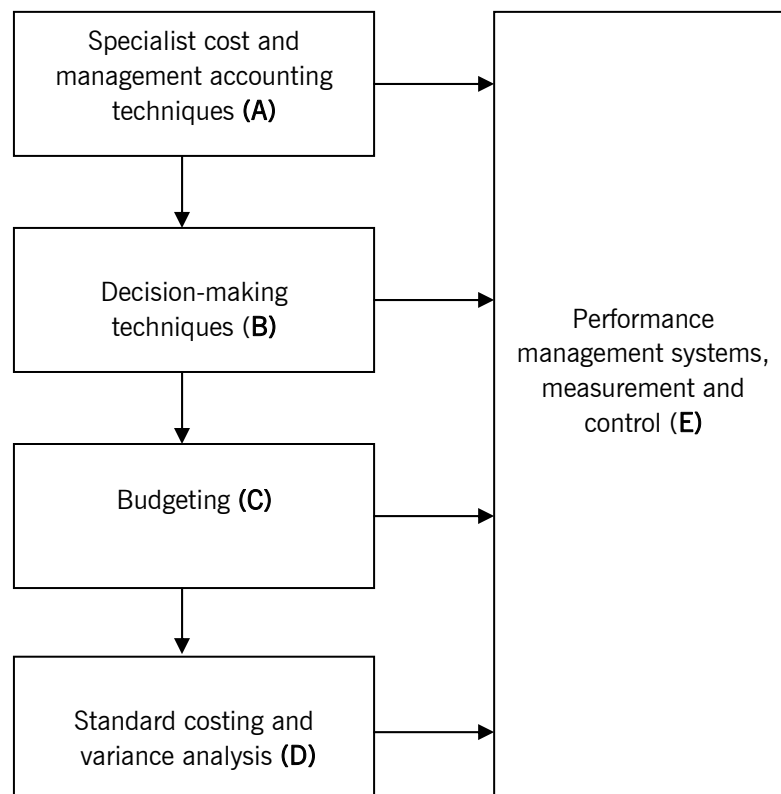 Specialist cost and
management accounting
techniques (A)
Decision-making
techniques (B)
Budgeting (C)
Standard costing and
variance analysis (D)
Performance
management systems,
measurement and
control (E)